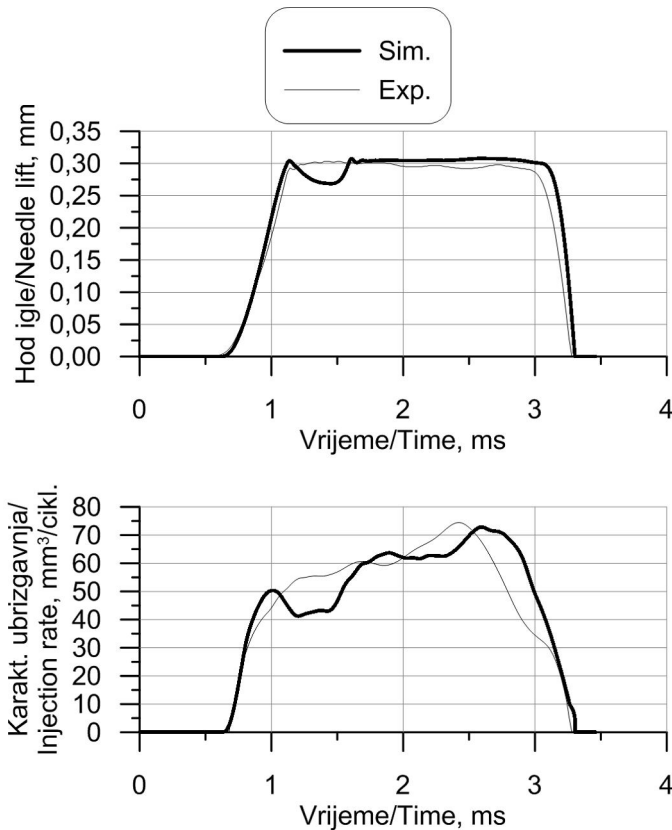 Sim.
Exp.
Hod igle/Needle lift, mm
0,35
0,30
0,25
0,20
0,15
0,10
0,05
0,00
0 1 2 3 4
Vrijeme/Time, ms
Karakt. ubrizgavnja/
Injection rate, mm³/cikl.
80
70
60
50
40
30
20
10
0
0 1 2 3 4
Vrijeme/Time, ms